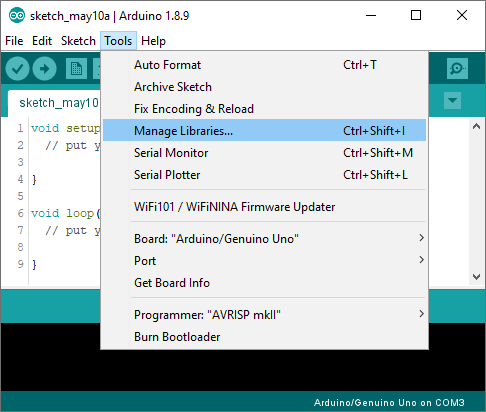 sketch_may10a | Arduino 1.8.9
File Edit Sketch Tools Help
sketch_may10
Auto Format Ctrl+T
Archive Sketch
Fix Encoding & Reload
Manage Libraries... Ctrl+Shift+I
Serial Monitor Ctrl+Shift+M
Serial Plotter Ctrl+Shift+L
WiFi101 / WiFiNINA Firmware Updater
Board: "Arduino/Genuino Uno"
Port
Get Board Info
Programmer: "AVRISP mkII"
Burn Bootloader
1 void setup
2 // put y
3
4 }
5
6 void loop(
7 // put y
8
9 }
Arduino/Genuino Uno on COM3